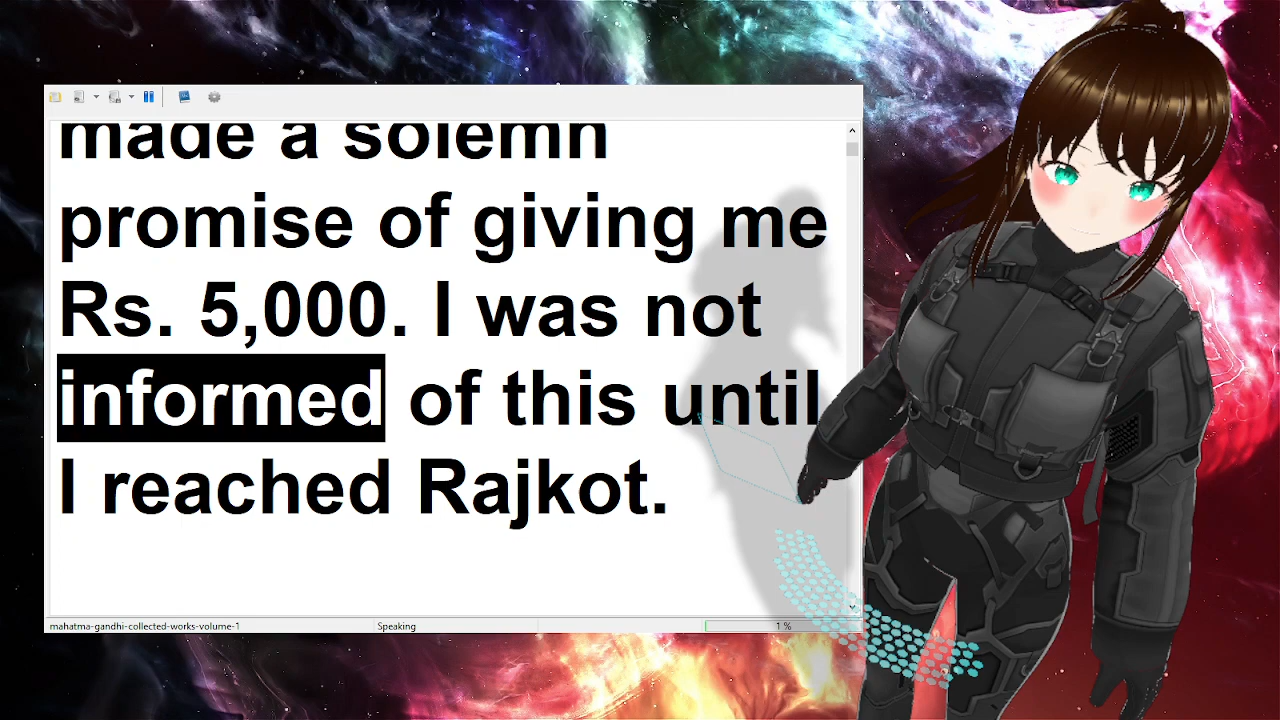 made a solemn
promise of giving me
Rs. 5,000. I was not
informed of this until
I reached Rajkot.
mahatma-gandhi-collected-works-volume-1
Speaking
1 %